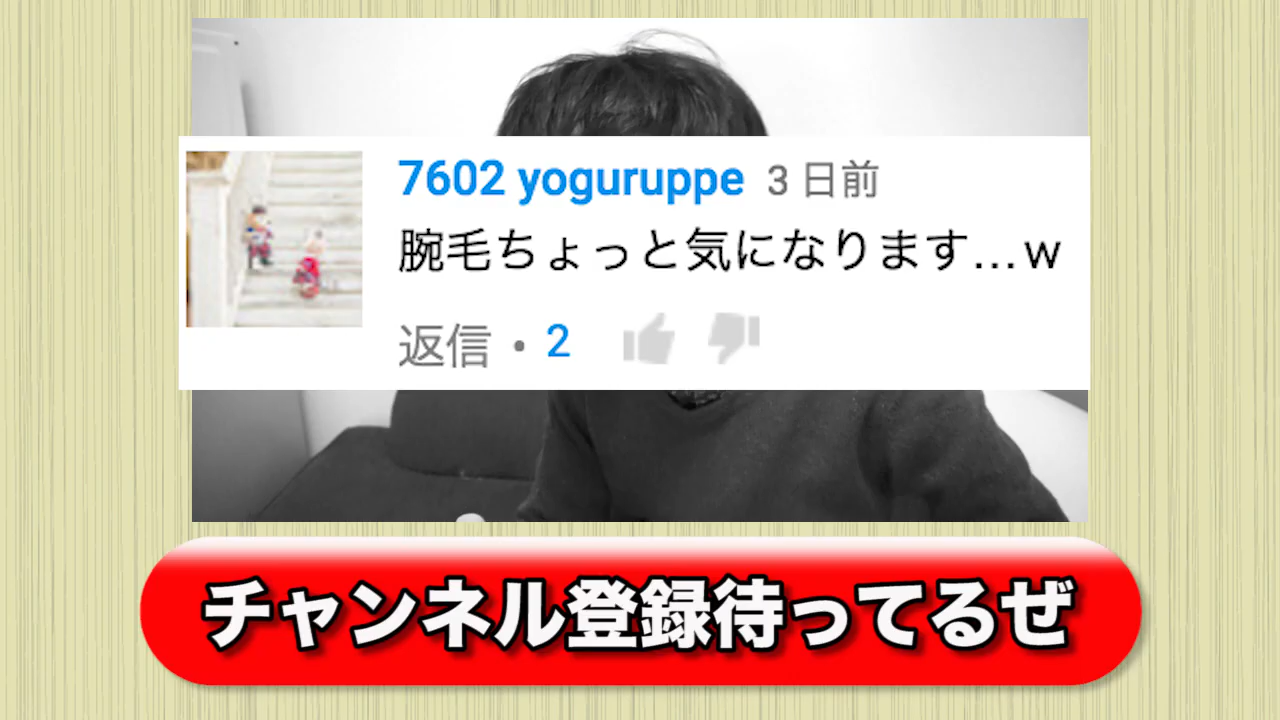 7602 yoguruppe 3 日前
腕毛ちょっと気になります…w
返信 • 2
チャンネル登録待ってるぜ